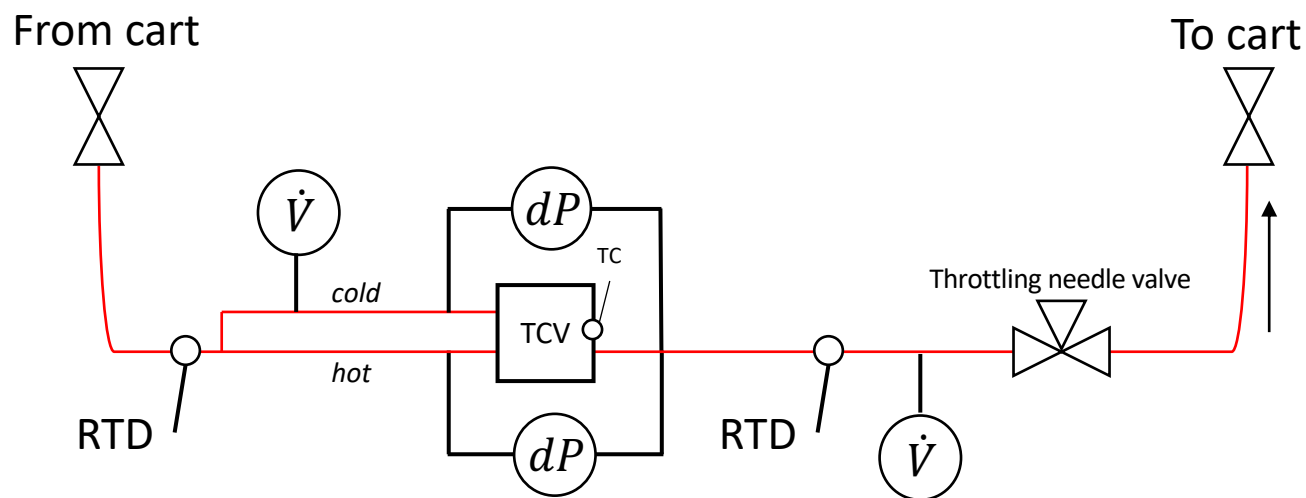 From cart
To cart
V̇
dP
TC
Throttling needle valve
cold
TCV
hot
RTD
RTD
dP
V̇